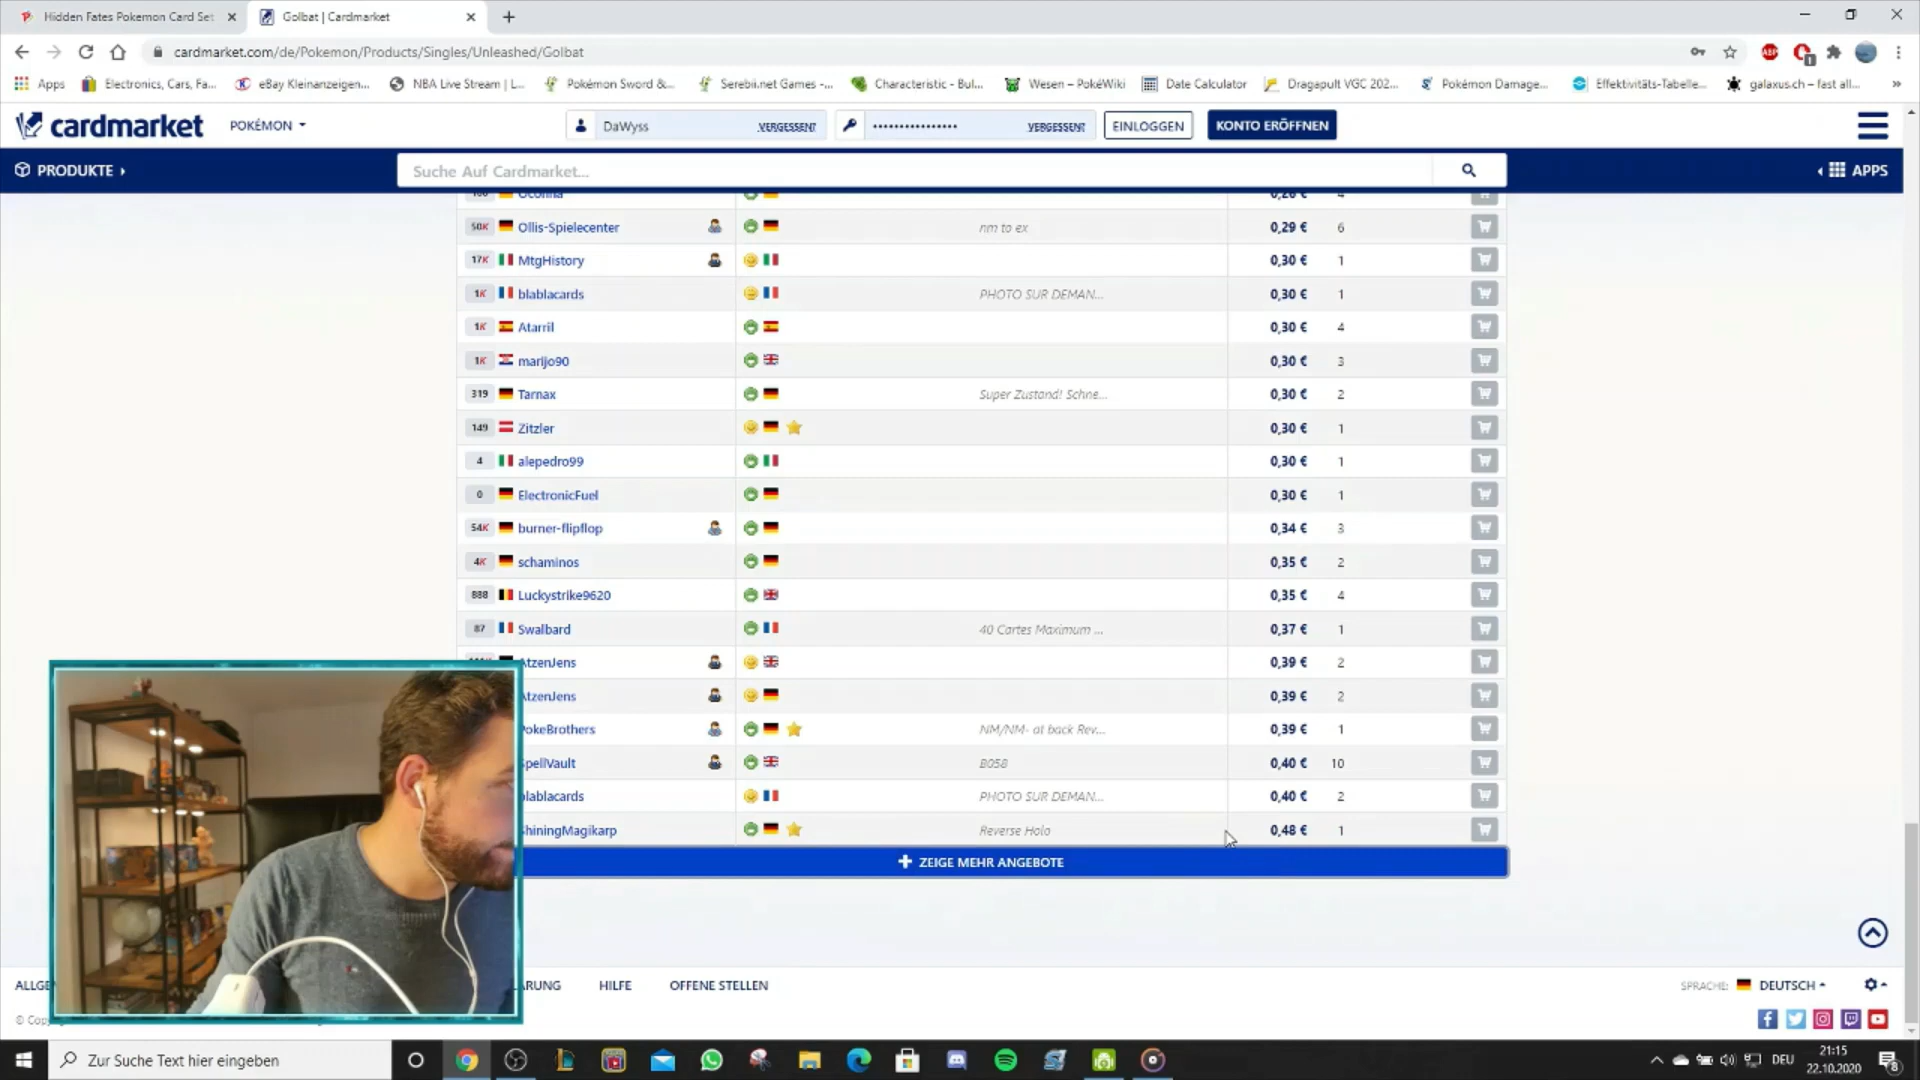 Hidden Fates Pokemon Card Set
Golbat | Cardmarket
cardmarket.com/de/Pokemon/Products/Singles/Unleashed/Golbat
Apps
Electronics, Cars, Fa...
eBay Kleinanzeigen...
NBA Live Stream | L...
Pokémon Sword &...
Serebii.net Games -...
Characteristic - Bul...
Wesen – PokéWiki
Date Calculator
Dragapult VGC 202...
Pokémon Damage...
Effektivitäts-Tabelle...
galaxus.ch – fast all...
cardmarket
POKÉMON
DaWyss
VERGESSEN?
VERGESSEN?
EINLOGGEN
KONTO ERÖFFNEN
PRODUKTE
Suche Auf Cardmarket...
APPS
50K Ollis-Spielecenter nm to ex 0,29 € 6
17K MtgHistory 0,30 € 1
1K blablacards PHOTO SUR DEMAN... 0,30 € 1
1K Atarril 0,30 € 4
1K marijo90 0,30 € 3
319 Tarnax Super Zustand! Schne... 0,30 € 2
149 Zitzler 0,30 € 1
4 alepedro99 0,30 € 1
0 ElectronicFuel 0,30 € 1
54K burner-flipflop 0,34 € 3
4K schaminos 0,35 € 2
888 Luckystrike9620 0,35 € 4
87 Swalbard 40 Cartes Maximum ... 0,37 € 1
AtzenJens 0,39 € 2
AtzenJens 0,39 € 2
PokeBrothers NM/NM- at back Rev... 0,39 € 1
SpellVault B058 0,40 € 10
blablacards PHOTO SUR DEMAN... 0,40 € 2
ShiningMagikarp Reverse Holo 0,48 € 1
+ ZEIGE MEHR ANGEBOTE
HILFE
OFFENE STELLEN
SPRACHE: DEUTSCH
Zur Suche Text hier eingeben
DEU
21:15
22.10.2020
8